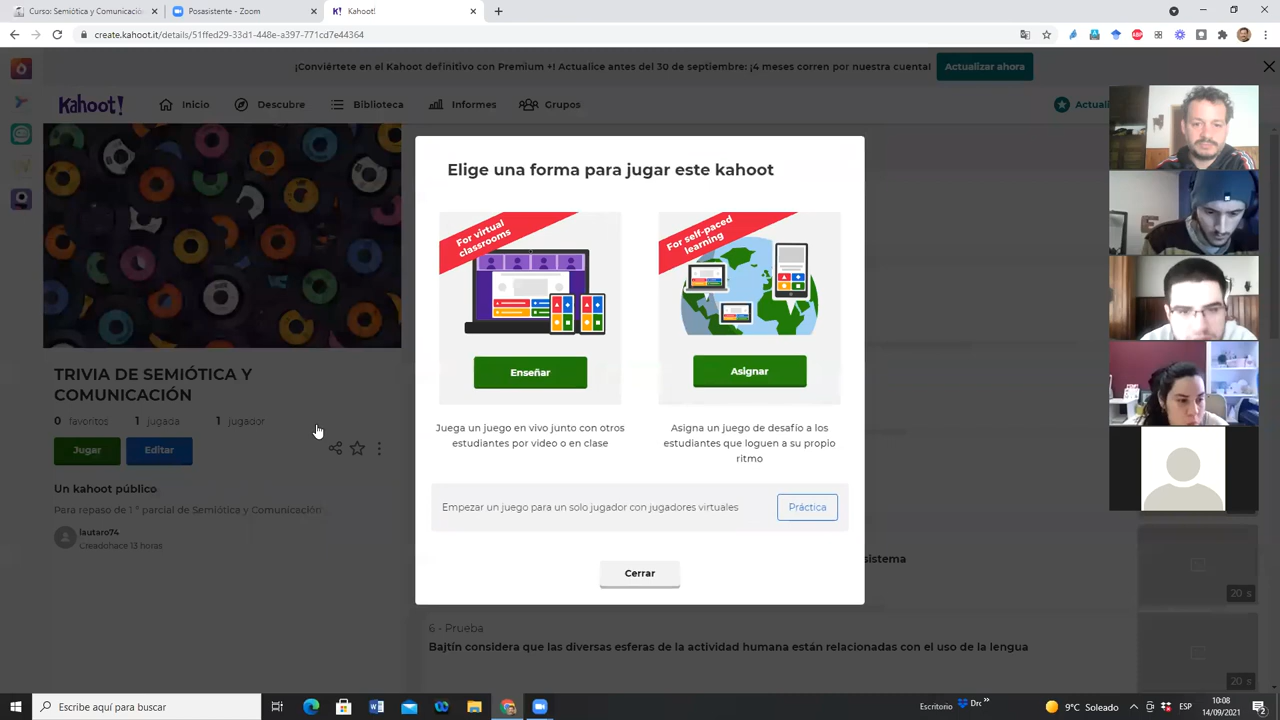 Curso: Semiótica y Comunicació
Posasistente - Zoom
Kahoot!
create.kahoot.it/details/51ffed29-33d1-448e-a397-771cd7e44364
¡Conviértete en el Kahoot definitivo con Premium +! Actualice antes del 30 de septiembre: ¡4 meses corren por nuestra cuenta!
Actualizar ahora
Kahoot!
Inicio
Descubre
Biblioteca
Informes
Grupos
Actuali
Elige una forma para jugar este kahoot
For virtual
classrooms
For self-paced
learning
Enseñar
Asignar
Juega un juego en vivo junto con otros
estudiantes por video o en clase
Asigna un juego de desafío a los
estudiantes que loguen a su propio
ritmo
Empezar un juego para un solo jugador con jugadores virtuales
Práctica
Cerrar
TRIVIA DE SEMIÓTICA Y
COMUNICACIÓN
0 favoritos 1 jugada 1 jugador
Jugar
Editar
Un kahoot público
Para repaso de 1 º parcial de Semiótica y Comunicación
lautaro74
Creadohace 13 horas
sistema
20 s
6 - Prueba
Bajtín considera que las diversas esferas de la actividad humana están relacionadas con el uso de la lengua
20 s
Escribe aquí para buscar
Escritorio
9°C Soleado
ESP
10:08
14/09/2021